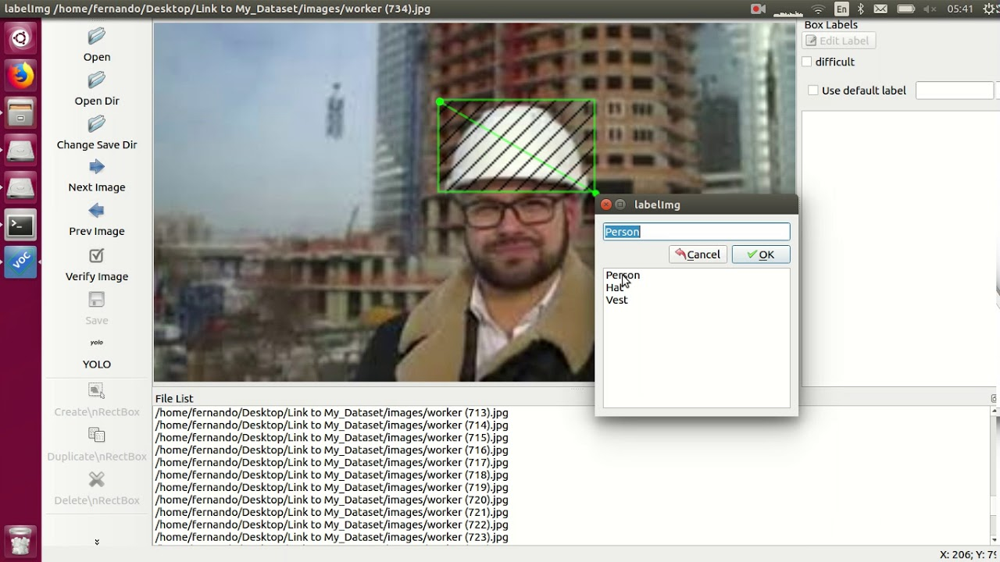 labelImg /home/fernando/Desktop/Link to My_Dataset/images/worker (734).jpg
En
05:41
Open
Open Dir
Change Save Dir
Next Image
Prev Image
VOC
Verify Image
Save
yolo
YOLO
Create\nRectBox
Duplicate\nRectBox
Delete\nRectBox
Box Labels
Edit Label
difficult
Use default label
labelImg
Person
Cancel
OK
Person
Hat
Vest
File List
/home/fernando/Desktop/Link to My_Dataset/images/worker (713).jpg
/home/fernando/Desktop/Link to My_Dataset/images/worker (714).jpg
/home/fernando/Desktop/Link to My_Dataset/images/worker (715).jpg
/home/fernando/Desktop/Link to My_Dataset/images/worker (716).jpg
/home/fernando/Desktop/Link to My_Dataset/images/worker (717).jpg
/home/fernando/Desktop/Link to My_Dataset/images/worker (718).jpg
/home/fernando/Desktop/Link to My_Dataset/images/worker (719).jpg
/home/fernando/Desktop/Link to My_Dataset/images/worker (720).jpg
/home/fernando/Desktop/Link to My_Dataset/images/worker (721).jpg
/home/fernando/Desktop/Link to My_Dataset/images/worker (722).jpg
/home/fernando/Desktop/Link to My_Dataset/images/worker (723).jpg
X: 206; Y: